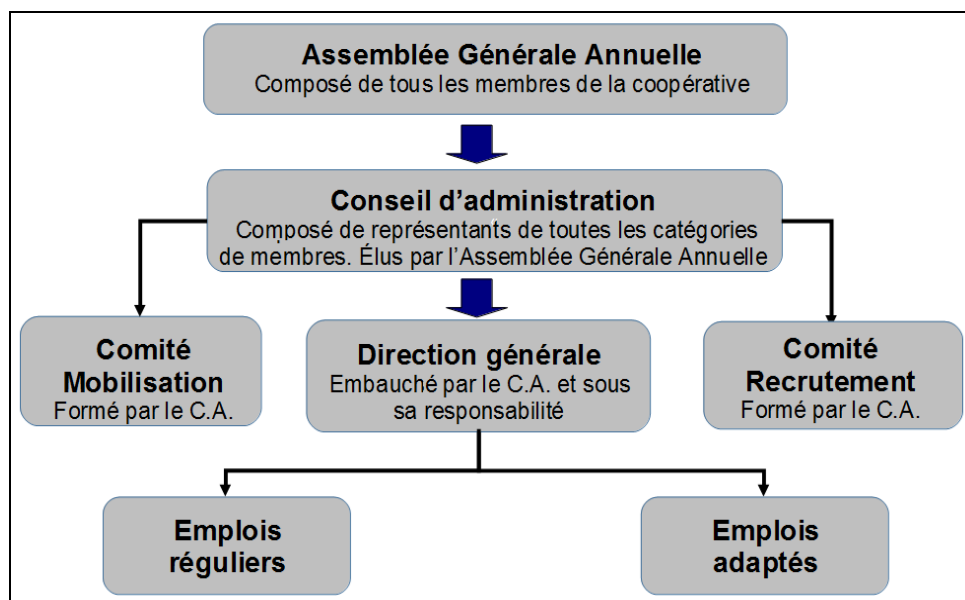 Assemblée Générale Annuelle
Composé de tous les membres de la coopérative
Conseil d'administration
Composé de représentants de toutes les catégories
de membres. Élus par l'Assemblée Générale Annuelle
Comité
Mobilisation
Formé par le C.A.
Direction générale
Embauché par le C.A. et sous
sa responsabilité
Comité
Recrutement
Formé par le C.A.
Emplois
réguliers
Emplois
adaptés